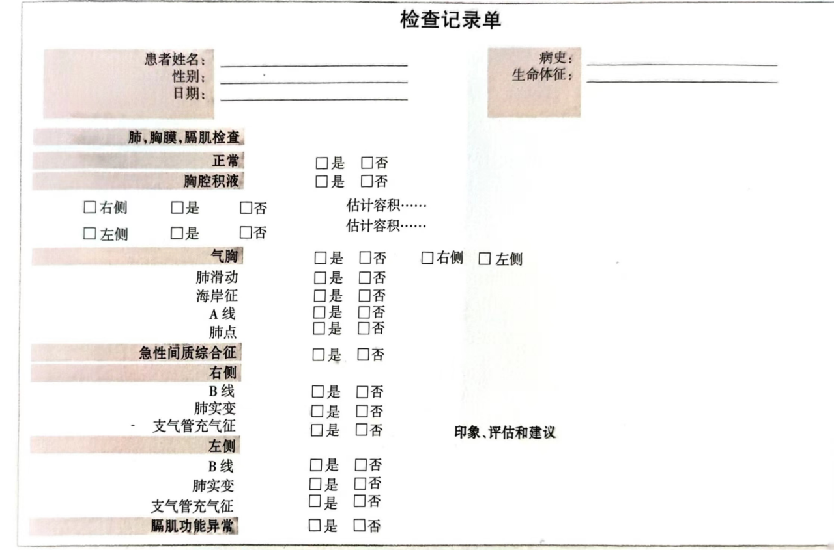 检查记录单
患者姓名：
性别：
日期：
病史：
生命体征：
肺、胸膜、膈肌检查
正常 □是 □否
胸腔积液 □是 □否
□右侧 □是 □否 估计容积……
□左侧 □是 □否 估计容积……
气胸 □是 □否 □右侧 □左侧
肺滑动 □是 □否
海岸征 □是 □否
A 线 □是 □否
肺点 □是 □否
急性间质综合征 □是 □否
右侧
B 线 □是 □否
肺实变 □是 □否
支气管充气征 □是 □否
印象、评估和建议
左侧
B 线 □是 □否
肺实变 □是 □否
支气管充气征 □是 □否
膈肌功能异常 □是 □否